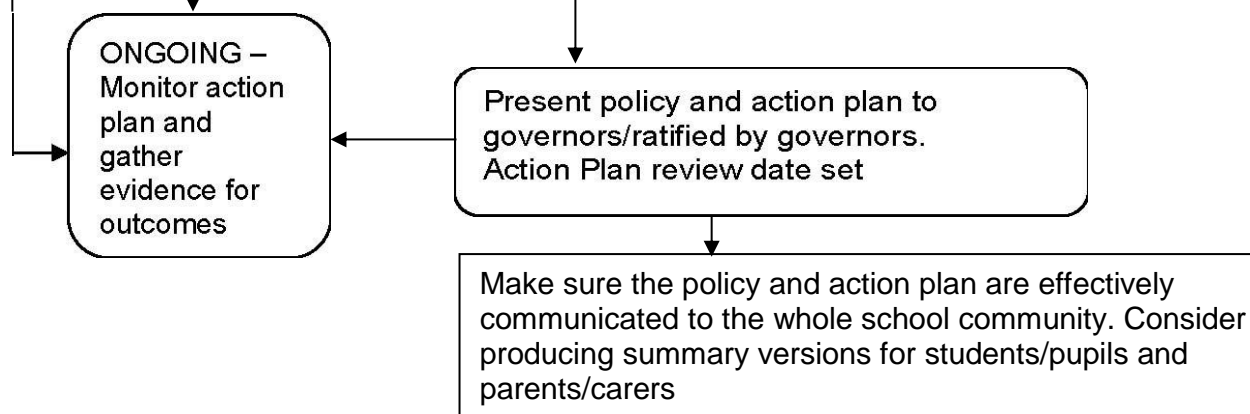 ONGOING –
Monitor action
plan and
gather
evidence for
outcomes
Present policy and action plan to
governors/ratified by governors.
Action Plan review date set
Make sure the policy and action plan are effectively
communicated to the whole school community. Consider
producing summary versions for students/pupils and
parents/carers